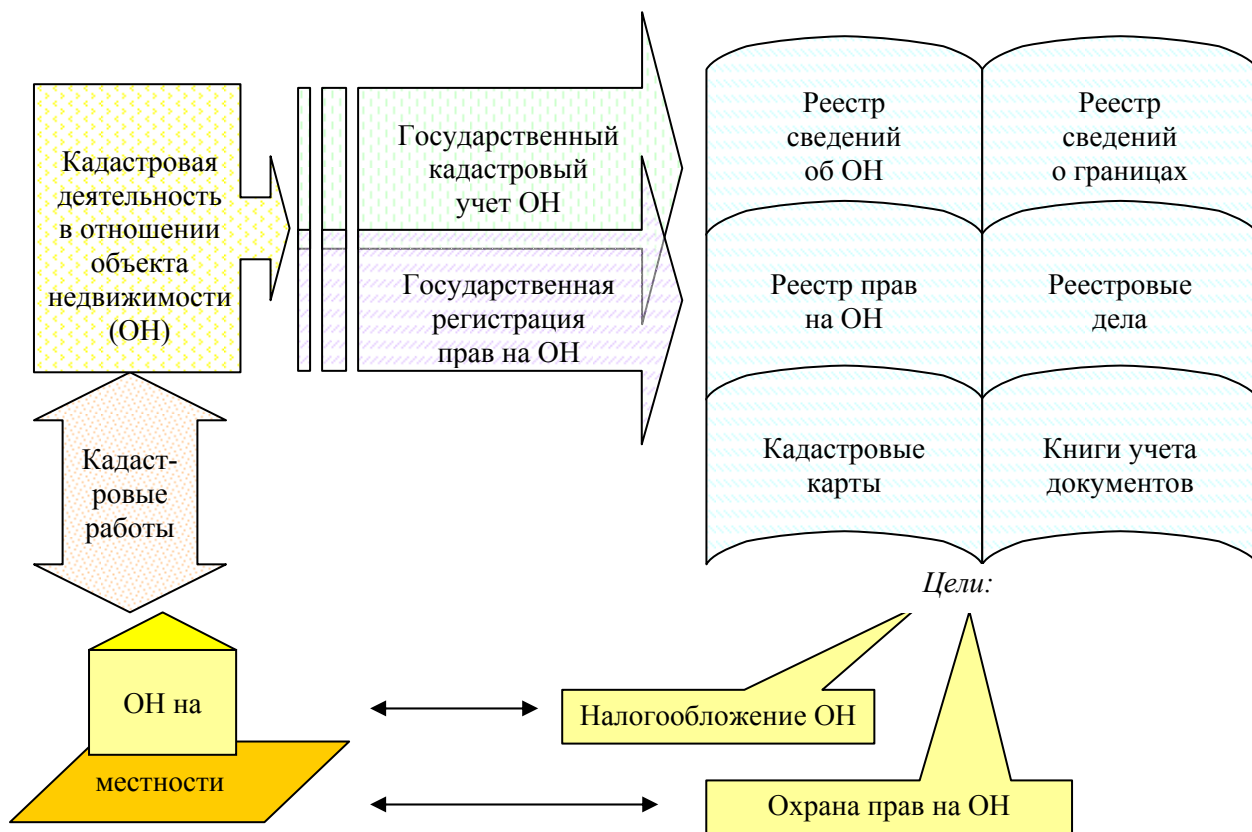 Кадастровая
деятельность
в отношении
объекта
недвижимости
(ОН)
Государственный
кадастровый
учет ОН
Государственная
регистрация
прав на ОН
Реестр
сведений
об ОН
Реестр
сведений
о границах
Реестр прав
на ОН
Реестровые
дела
Кадастровые
карты
Книги учета
документов
Кадаст-
ровые
работы
Цели:
ОН на
местности
Налогообложение ОН
Охрана прав на ОН